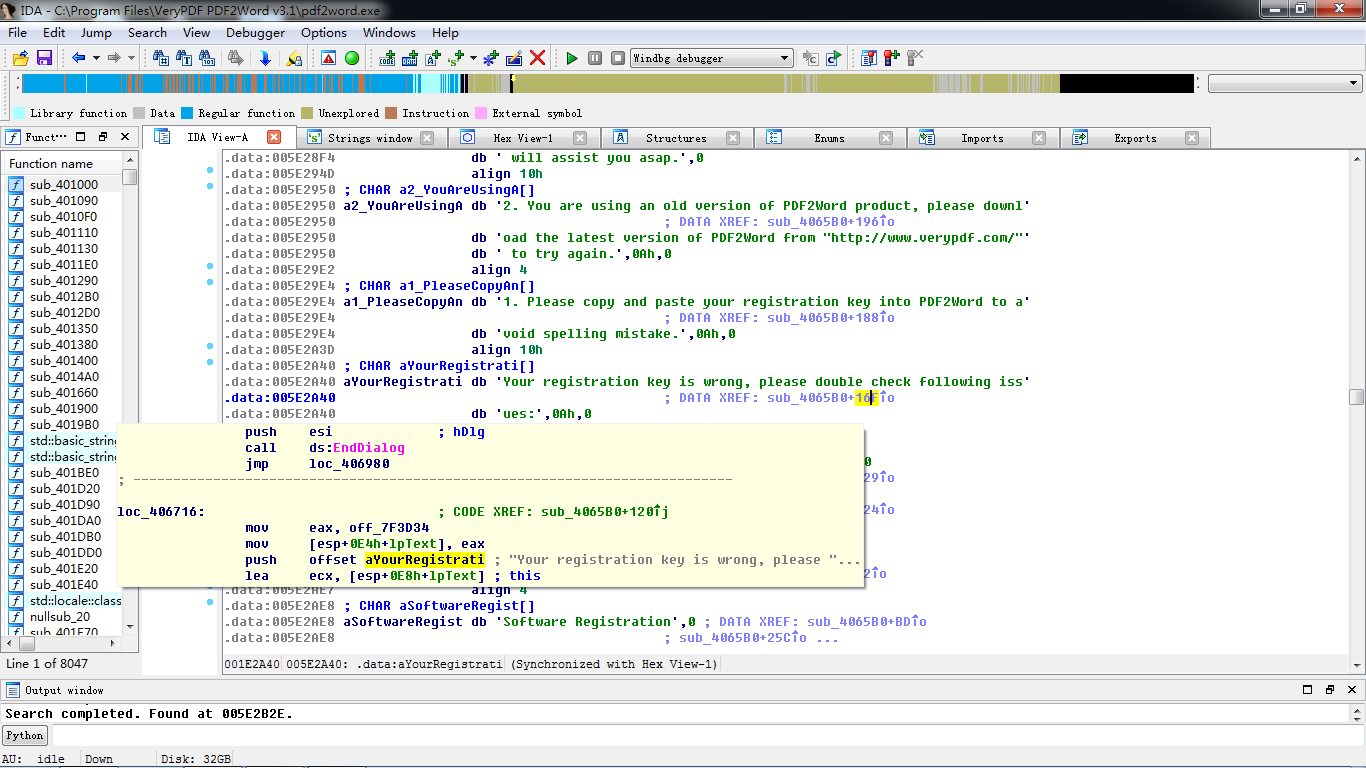 IDA - C:\Program Files\VeryPDF PDF2Word v3.1\pdf2word.exe
File Edit Jump Search View Debugger Options Windows Help
Windbg debugger
Library function Data Regular function Unexplored Instruction External symbol
Funct… IDA View-A Strings window Hex View-1 Structures Enums Imports Exports
Function name
sub_401000
sub_401090
sub_4010F0
sub_401110
sub_401130
sub_4011E0
sub_401290
sub_4012B0
sub_4012D0
sub_401350
sub_401380
sub_401400
sub_4014A0
sub_401660
sub_401900
sub_4019B0
std::basic_string
std::basic_string
sub_401BE0
sub_401D20
sub_401D90
sub_401DA0
sub_401DB0
sub_401DD0
sub_401E20
sub_401E40
std::locale::class
nullsub_20
sub_401F70
Line 1 of 8047
.data:005E28F4 db ' will assist you asap.',0
.data:005E294D align 10h
.data:005E2950 ; CHAR a2_YouAreUsingA[]
.data:005E2950 a2_YouAreUsingA db '2. You are using an old version of PDF2Word product, please downl'
.data:005E2950 ; DATA XREF: sub_4065B0+196↑o
.data:005E2950 db 'oad the latest version of PDF2Word from "http://www.verypdf.com/"'
.data:005E2950 db ' to try again.',0Ah,0
.data:005E29E2 align 4
.data:005E29E4 ; CHAR a1_PleaseCopyAn[]
.data:005E29E4 a1_PleaseCopyAn db '1. Please copy and paste your registration key into PDF2Word to a'
.data:005E29E4 ; DATA XREF: sub_4065B0+188↑o
.data:005E29E4 db 'void spelling mistake.',0Ah,0
.data:005E2A3D align 10h
.data:005E2A40 ; CHAR aYourRegistrati[]
.data:005E2A40 aYourRegistrati db 'Your registration key is wrong, please double check following iss'
.data:005E2A40 ; DATA XREF: sub_4065B0+16F↑o
.data:005E2A40 db 'ues:',0Ah,0
push esi ; hDlg
call ds:EndDialog
jmp loc_406980
0
; ---------------------------------------------------------------------------
29↑o
loc_406716: ; CODE XREF: sub_4065B0+120↑j
24↑o
mov eax, off_7F3D34
mov [esp+0E4h+lpText], eax
push offset aYourRegistrati ; "Your registration key is wrong, please "...
lea ecx, [esp+0E8h+lpText] ; this
2↑o
.data:005E2AE7 align 4
.data:005E2AE8 ; CHAR aSoftwareRegist[]
.data:005E2AE8 aSoftwareRegist db 'Software Registration',0 ; DATA XREF: sub_4065B0+BD↑o
.data:005E2AE8 ; sub_4065B0+25C↑o ...
001E2A40 005E2A40: .data:aYourRegistrati (Synchronized with Hex View-1)
Output window
Search completed. Found at 005E2B2E.
Python
AU: idle Down Disk: 32GB